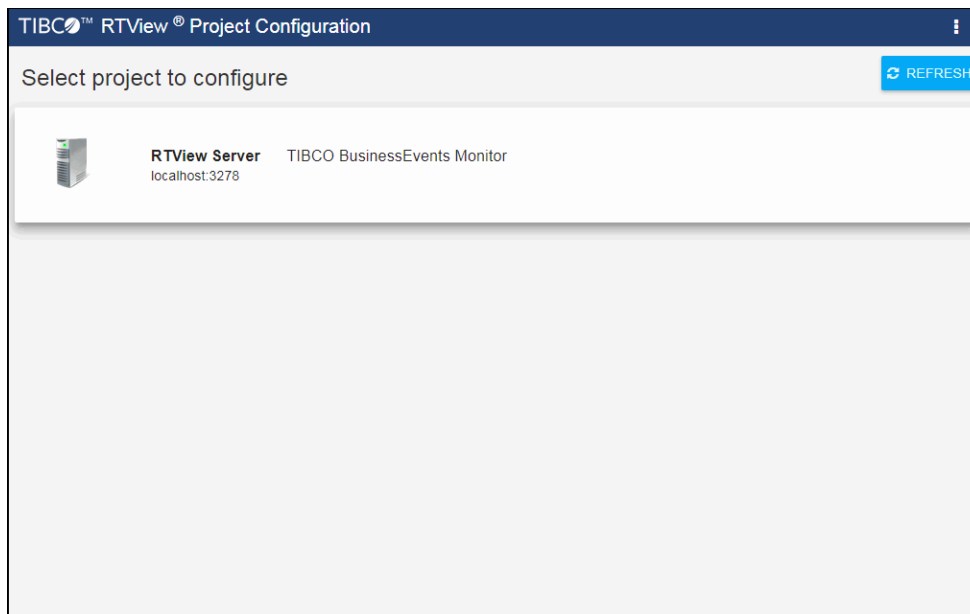 TIBCO™ RTView ® Project Configuration
Select project to configure
REFRESH
RTView Server TIBCO BusinessEvents Monitor
localhost:3278